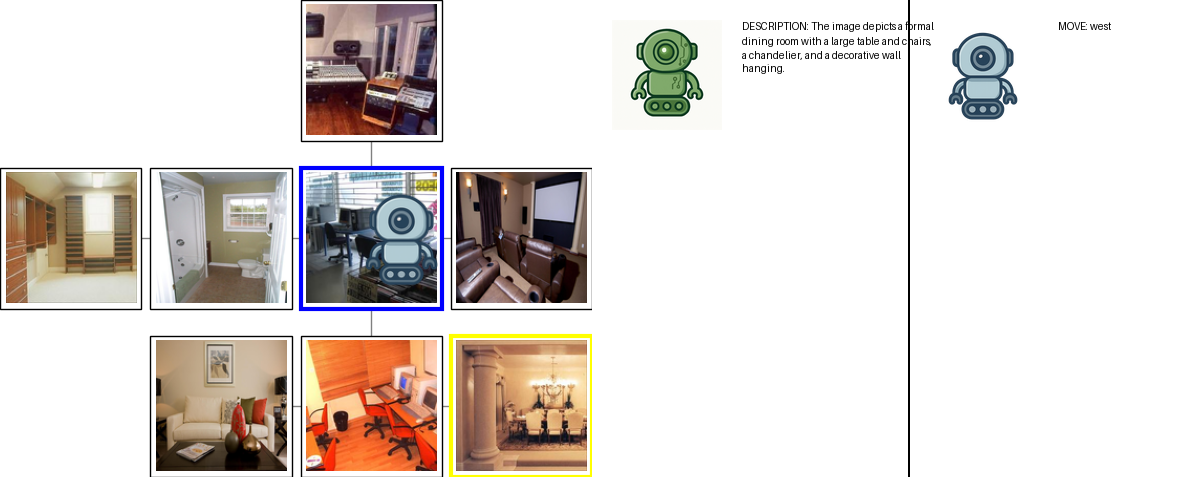 DESCRIPTION: The image depicts a formal
dining room with a large table and chairs,
a chandelier, and a decorative wall
hanging.
MOVE: west